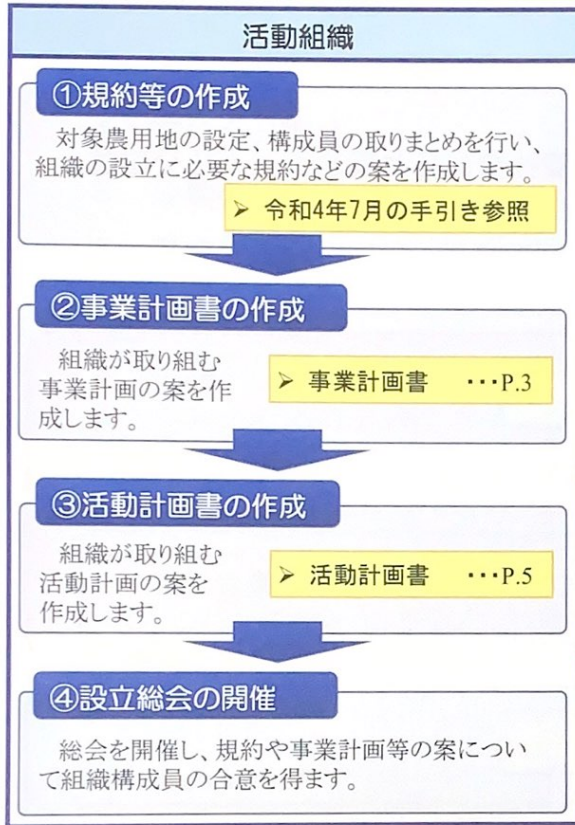 活動組織
①規約等の作成
対象農用地の設定、構成員の取りまとめを行い、
組織の設立に必要な規約などの案を作成します。
➢ 令和4年7月の手引き参照
②事業計画書の作成
組織が取り組む
事業計画の案を作
成します。
➢ 事業計画書 ・・・P.3
③活動計画書の作成
組織が取り組む
活動計画の案を
作成します。
➢ 活動計画書 ・・・P.5
④設立総会の開催
総会を開催し、規約や事業計画等の案につい
て組織構成員の合意を得ます。